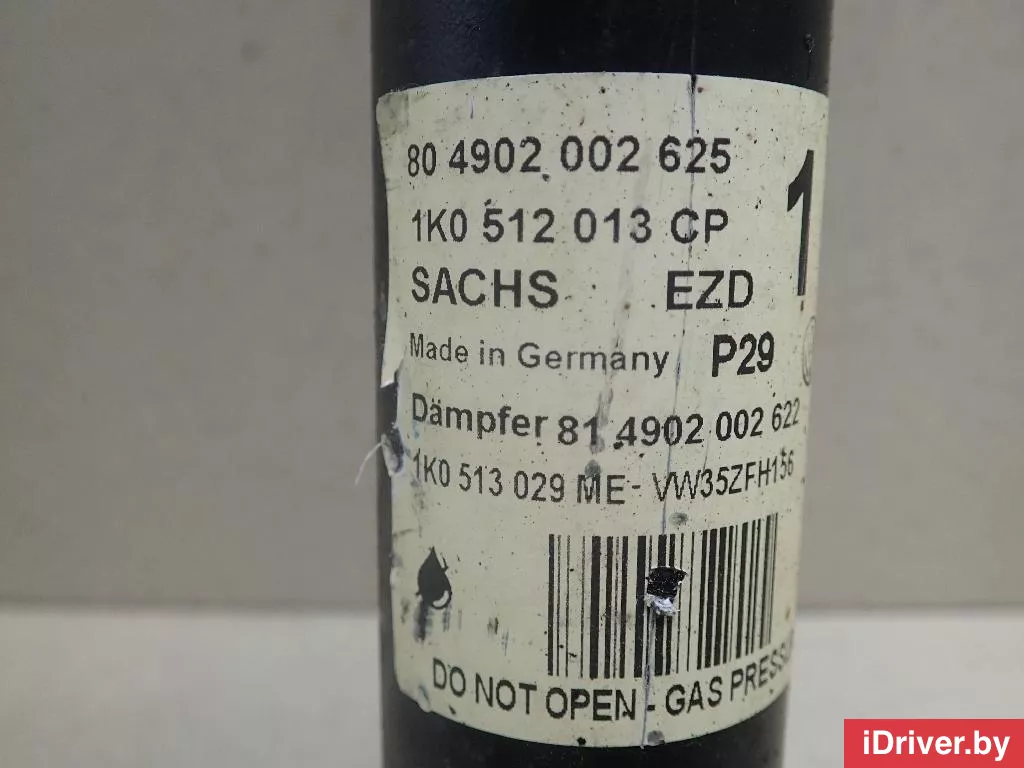 80 4902 002 625
1K0 512 013 CP
1
SACHS EZD
Made in Germany P29
Dämpfer 81 4902 002 622
1K0 513 029 ME - VW35ZFH156
DO NOT OPEN - GAS
iDriver.by